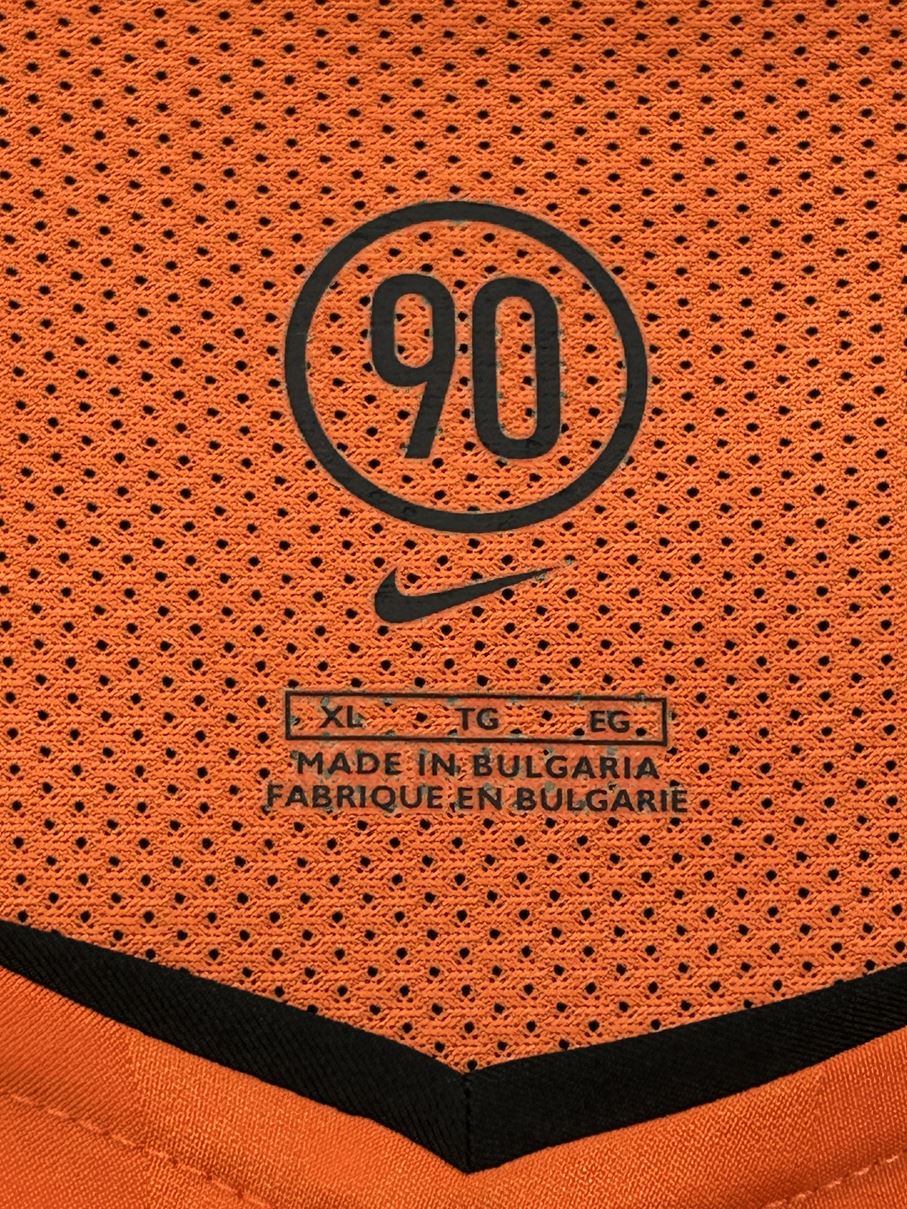 90
XL TG EG
MADE IN BULGARIA
FABRIQUE EN BULGARIE